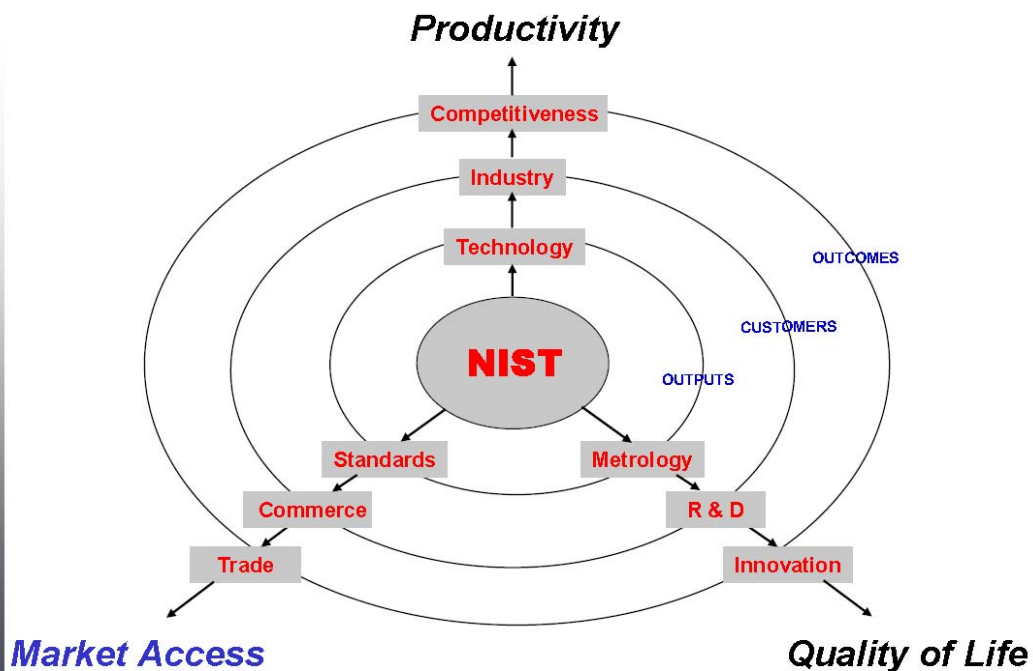 Productivity
Competitiveness
Industry
Technology
OUTCOMES
CUSTOMERS
NIST
OUTPUTS
Standards
Metrology
Commerce
R & D
Trade
Innovation
Market Access
Quality of Life